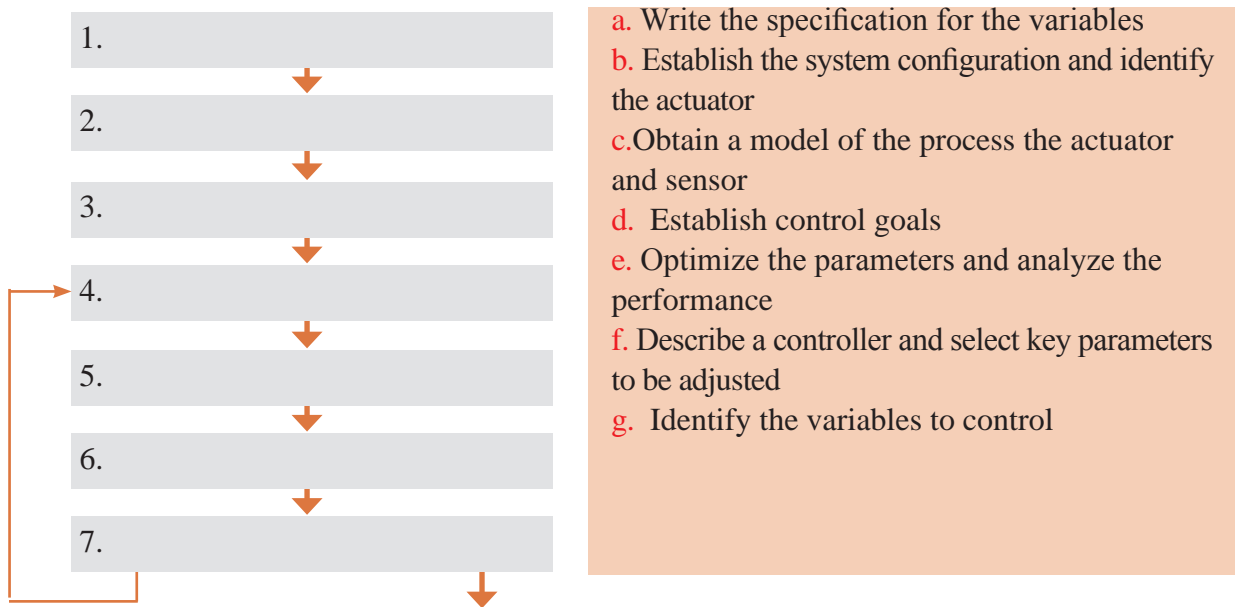 1.
2.
3.
4.
5.
6.
7.
a. Write the specification for the variables
b. Establish the system configuration and identify
the actuator
c.Obtain a model of the process the actuator
and sensor
d. Establish control goals
e. Optimize the parameters and analyze the
performance
f. Describe a controller and select key parameters
to be adjusted
g. Identify the variables to control